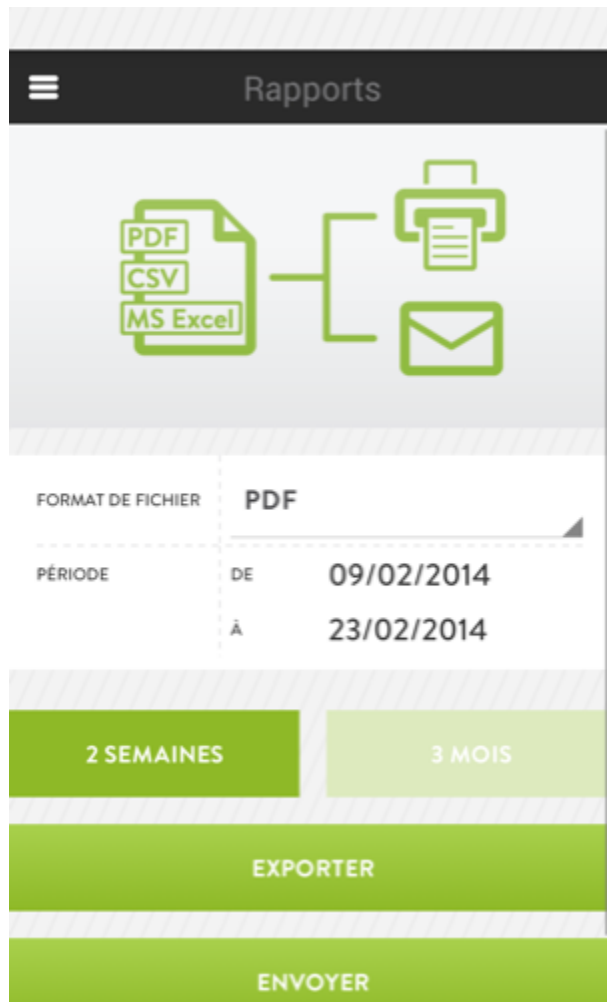 Rapports
PDF
CSV
MS Excel
FORMAT DE FICHIER PDF
PÉRIODE DE 09/02/2014
À 23/02/2014
2 SEMAINES 3 MOIS
EXPORTER
ENVOYER